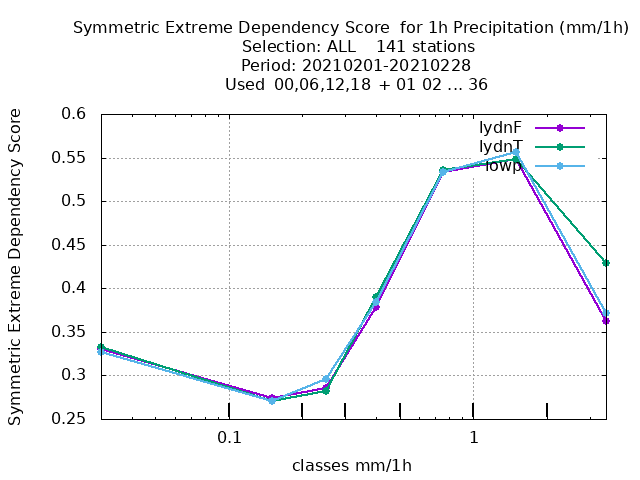 Symmetric Extreme Dependency Score  for 1h Precipitation (mm/1h)
Selection: ALL    141 stations
Period: 20210201-20210228
Used  00,06,12,18  + 01 02 ... 36
Symmetric Extreme Dependency Score
0.6
0.55
0.5
0.45
0.4
0.35
0.3
0.25
lydnF
lydnT
lowp
0.1
1
classes mm/1h